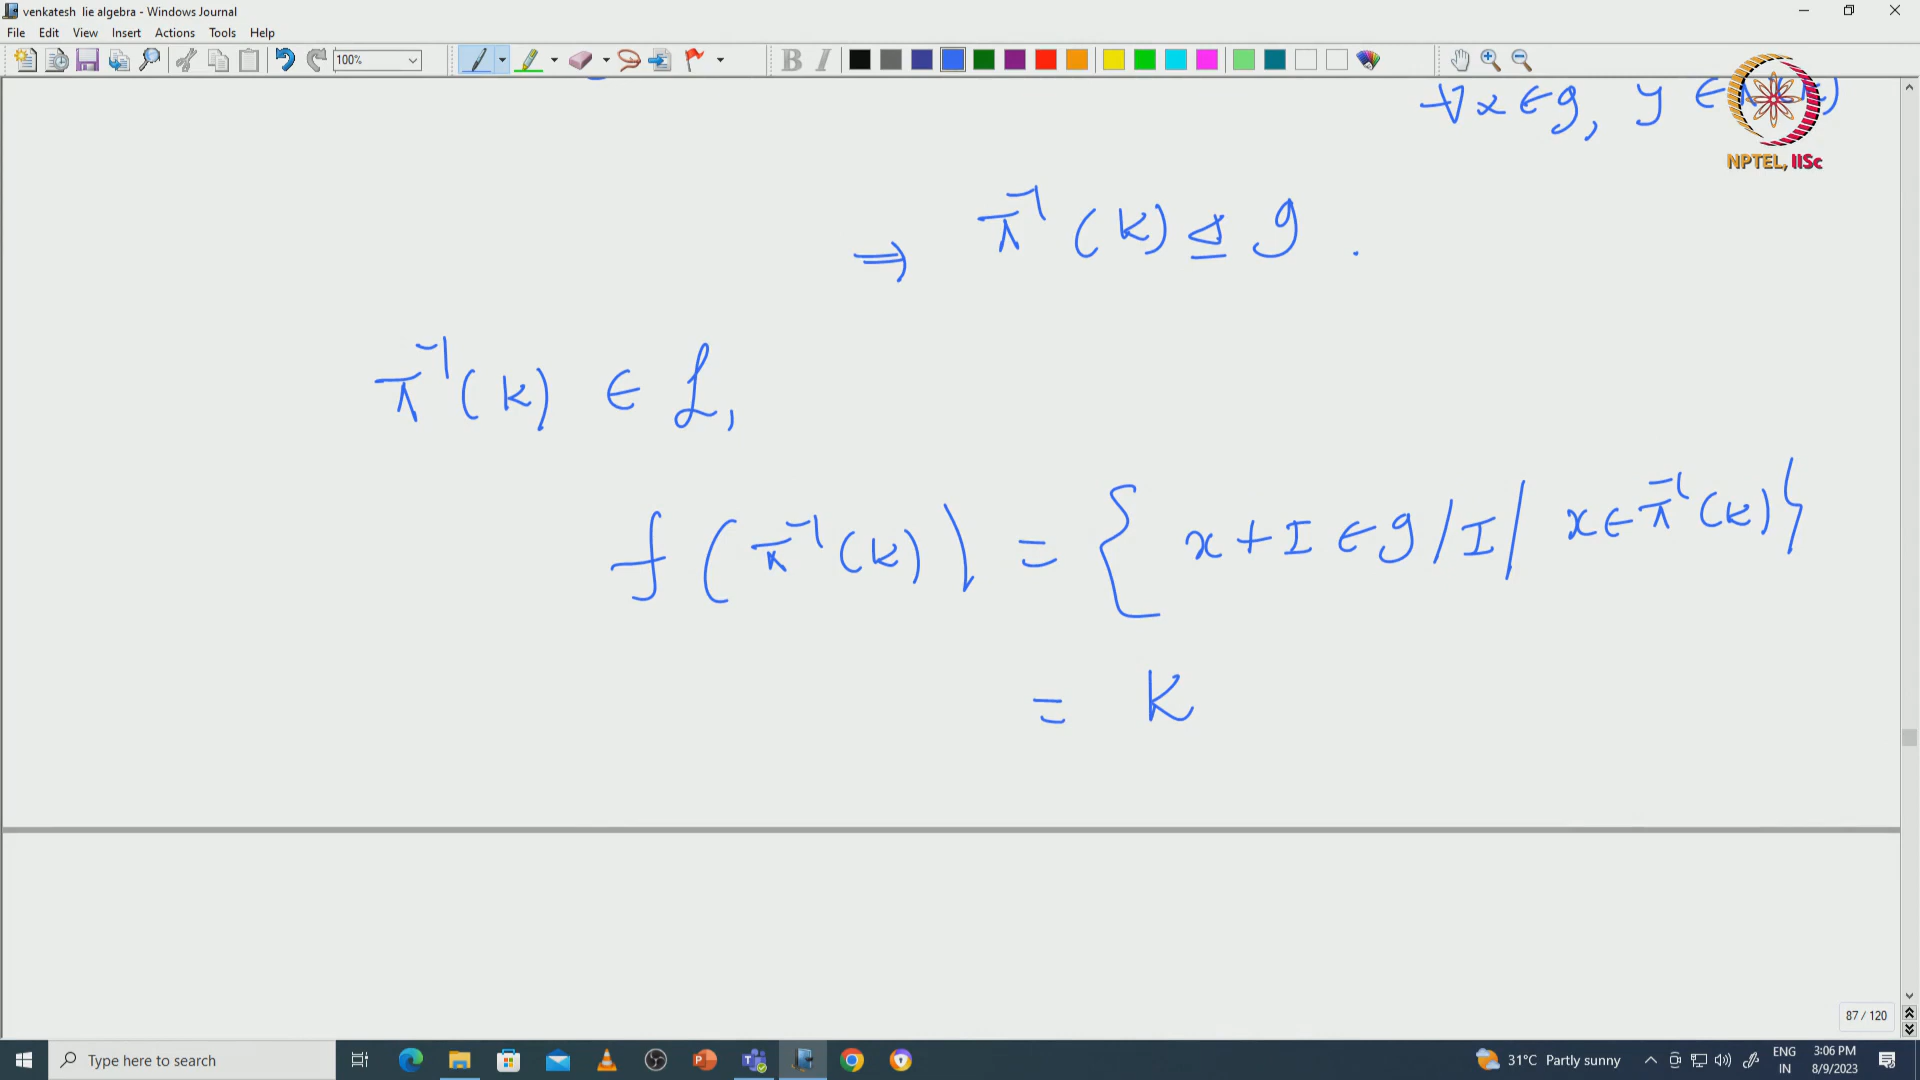 venkatesh lie algebra - Windows Journal
File Edit View Insert Actions Tools Help
100%
B I
∀ x ∈ g, y ∈
NPTEL, IISc
⇒ π⁻¹(K) ⊴ g .
π⁻¹(K) ∈ ℒ,
f(π⁻¹(K)) = { x + I ∈ g/I | x ∈ π⁻¹(K) }
= K
87 / 120
Type here to search
31°C Partly sunny
ENG
IN
3:06 PM
8/9/2023